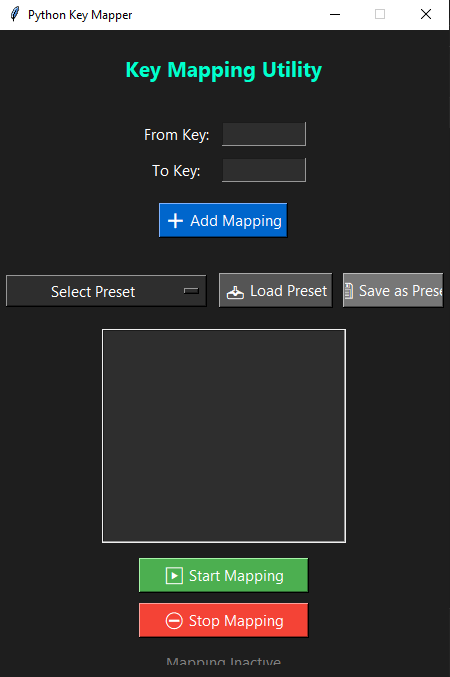 Python Key Mapper
Key Mapping Utility
From Key:
To Key:
Add Mapping
Select Preset
Load Preset
Save as Prese
Start Mapping
Stop Mapping
Mapping Inactive